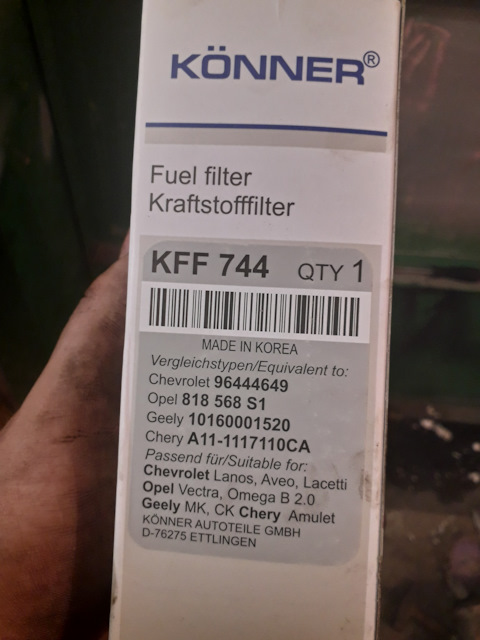 KÖNNER®
Fuel filter
Kraftstofffilter
KFF 744 QTY 1
MADE IN KOREA
Vergleichstypen/Equivalent to:
Chevrolet 96444649
Opel 818 568 S1
Geely 10160001520
Chery A11-1117110CA
Passend für/Suitable for:
Chevrolet Lanos, Aveo, Lacetti
Opel Vectra, Omega B 2.0
Geely MK, CK Chery Amulet
KÖNNER AUTOTEILE GMBH
D-76275 ETTLINGEN